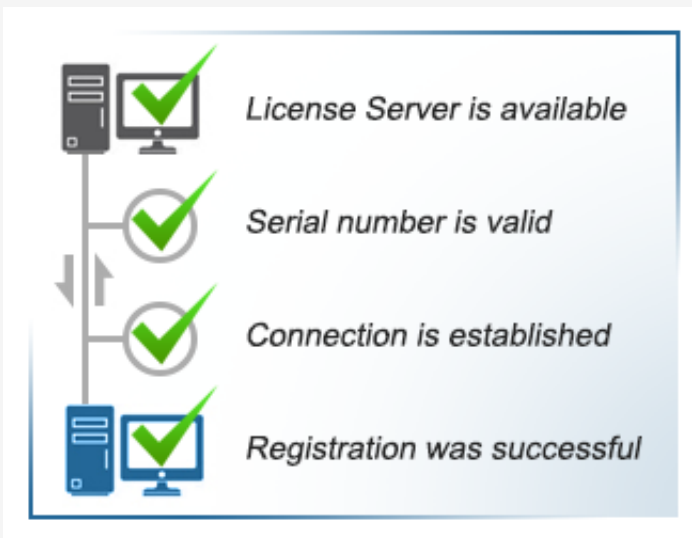 License Server is available
Serial number is valid
Connection is established
Registration was successful